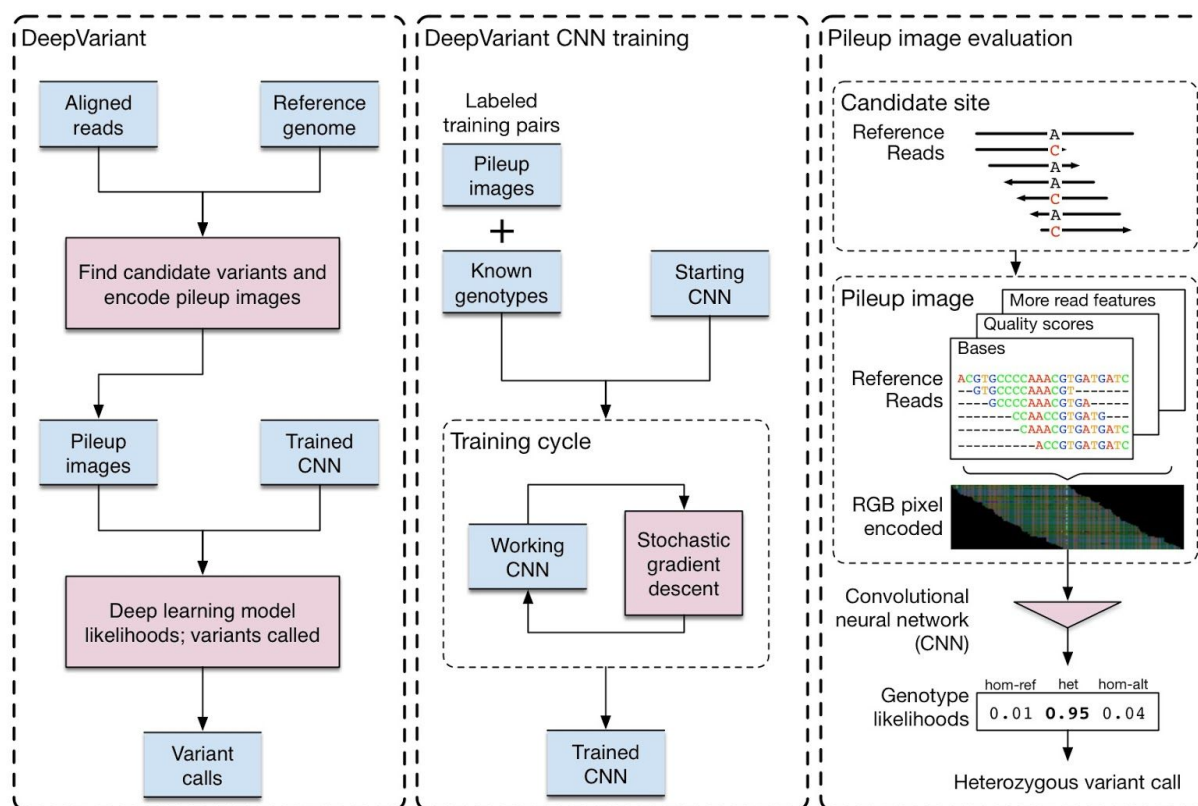 DeepVariant
Aligned
reads
Reference
genome
Find candidate variants and
encode pileup images
Pileup
images
Trained
CNN
Deep learning model
likelihoods; variants called
Variant
calls
DeepVariant CNN training
Labeled
training pairs
Pileup
images
+
Known
genotypes
Starting
CNN
Training cycle
Working
CNN
Stochastic
gradient
descent
Trained
CNN
Pileup image evaluation
Candidate site
Reference
Reads
A
C
A
A
C
A
C
Pileup image
More read features
Quality scores
Bases
Reference
Reads
ACGTGCCCCAAACGTGATGATC
--GTGCCCCAAACGT-------
----GCCCCAAACGTGA-----
-------CCAACCGTGATG---
--------CAAACGTGATGATC
----------ACCGTGATGATC
RGB pixel
encoded
Convolutional
neural network
(CNN)
Genotype
likelihoods
hom-ref het hom-alt
0.01 0.95 0.04
Heterozygous variant call